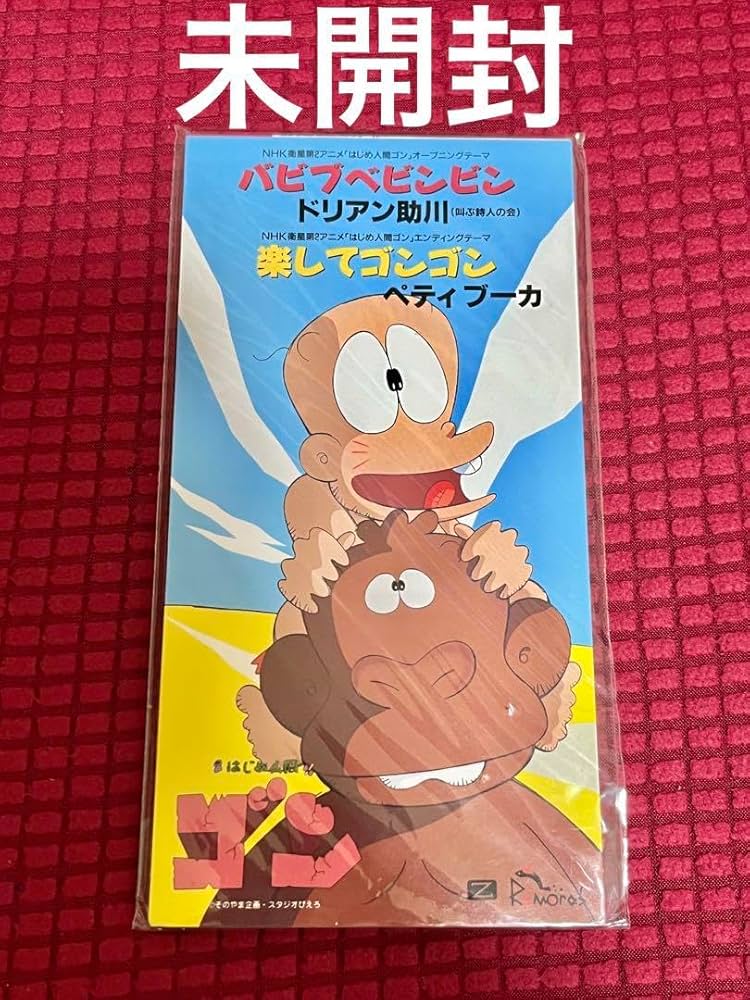 未開封
NHK衛星第2アニメ「はじめ人間ゴン」オープニングテーマ
バビブベビンビン
ドリアン助川(叫ぶ詩人の会)
NHK衛星第2アニメ「はじめ人間ゴン」エンディングテーマ
楽してゴンゴン
ペティ ブーカ
はじめ人間
ゴン
©そのやま企画・スタジオぴえろ
Z Remoras